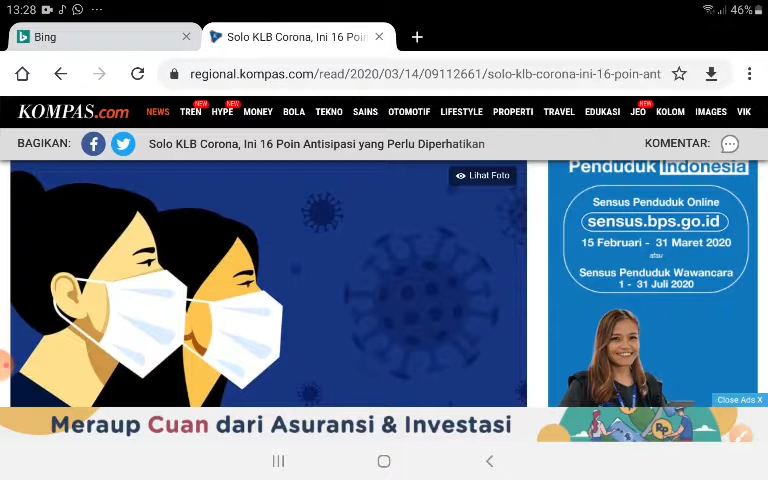 13:28
46%
Bing
Solo KLB Corona, Ini 16 Poin
regional.kompas.com/read/2020/03/14/09112661/solo-klb-corona-ini-16-poin-ant
KOMPAS.com NEWS TREN NEW HYPE NEW MONEY BOLA TEKNO SAINS OTOMOTIF LIFESTYLE PROPERTI TRAVEL EDUKASI JEO NEW KOLOM IMAGES VIK
BAGIKAN: Solo KLB Corona, Ini 16 Poin Antisipasi yang Perlu Diperhatikan KOMENTAR:
Lihat Foto
Penduduk Indonesia
Sensus Penduduk Online
sensus.bps.go.id
15 Februari - 31 Maret 2020
atau
Sensus Penduduk Wawancara
1 - 31 Juli 2020
Close Ads X
Meraup Cuan dari Asuransi & Investasi
Rp